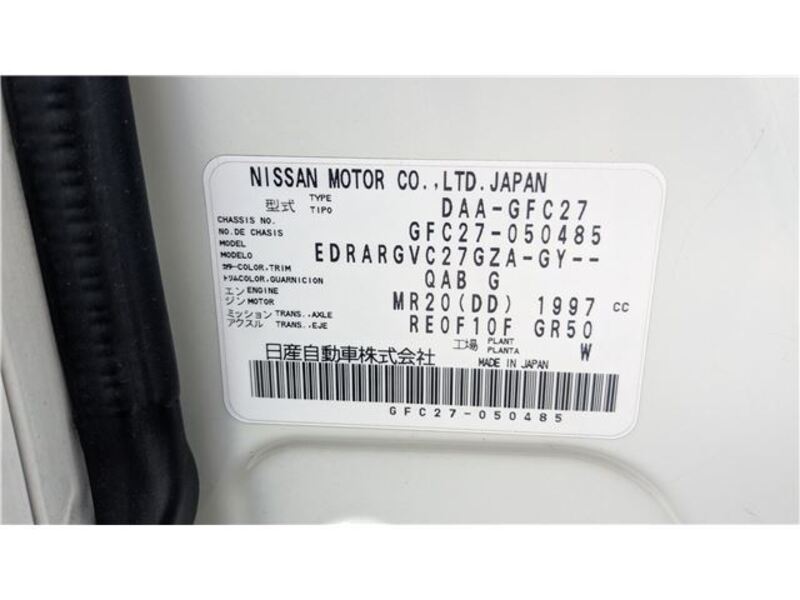 NISSAN MOTOR CO.,LTD.JAPAN
型式 TYPE TIPO DAA-GFC27
CHASSIS NO. NO.DE CHASIS GFC27-050485
MODEL MODELO EDRARGVC27GZA-GY--
カラー COLOR,TRIM
トリム COLOR,GUARNICION QAB G
エンジン ENGINE MOTOR MR20(DD) 1997 CC
ミッション TRANS.,AXLE
アクスル TRANS.,EJE RE0F10F GR50
工場 PLANT PLANTA W
日産自動車株式会社 MADE IN JAPAN
GFC27-050485